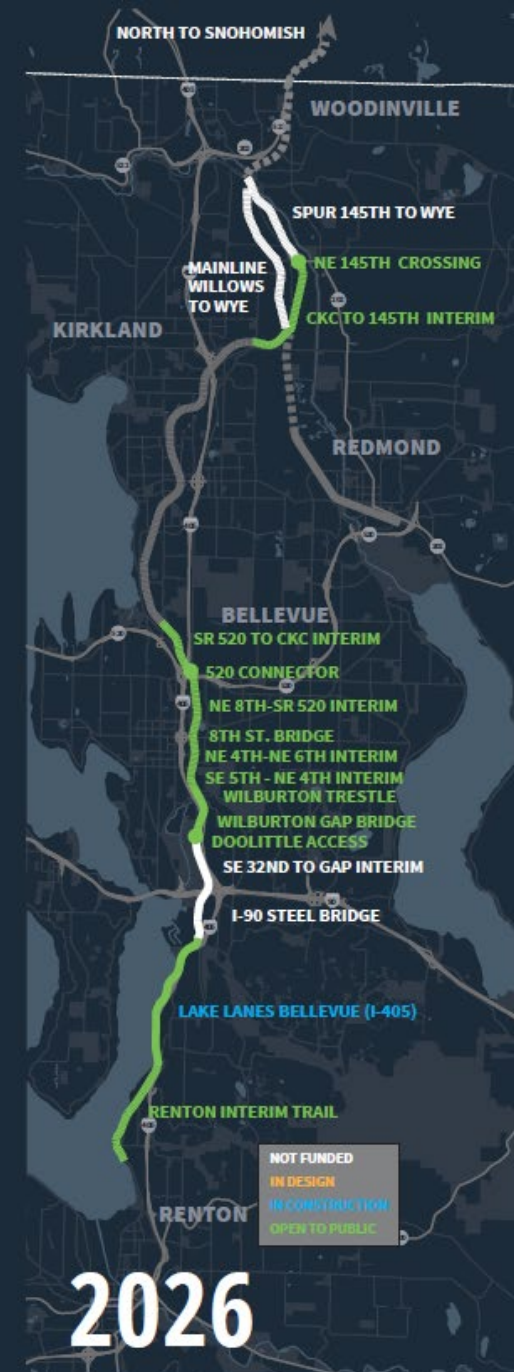 NORTH TO SNOHOMISH
WOODINVILLE
SPUR 145TH TO WYE
NE 145TH CROSSING
MAINLINE
WILLOWS
TO WYE
CKC TO 145TH INTERIM
KIRKLAND
REDMOND
BELLEVUE
SR 520 TO CKC INTERIM
520 CONNECTOR
NE 8TH-SR 520 INTERIM
8TH ST. BRIDGE
NE 4TH-NE 6TH INTERIM
SE 5TH - NE 4TH INTERIM
WILBURTON TRESTLE
WILBURTON GAP BRIDGE
DOOLITTLE ACCESS
SE 32ND TO GAP INTERIM
I-90 STEEL BRIDGE
LAKE LANES BELLEVUE (I-405)
RENTON INTERIM TRAIL
NOT FUNDED
IN DESIGN
IN CONSTRUCTION
OPEN TO PUBLIC
RENTON
2026